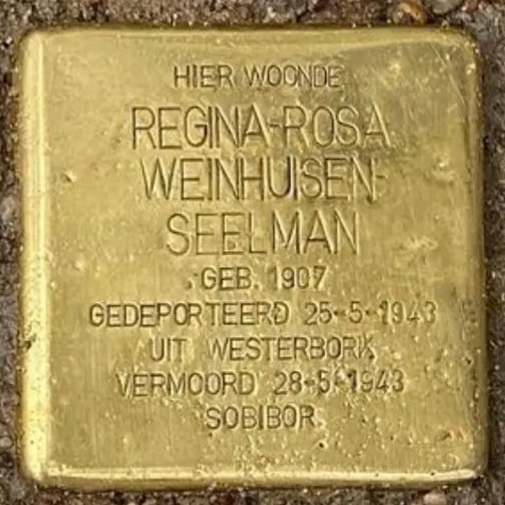 HIER WOONDE
REGINA-ROSA
WEINHUISEN-
SEELMAN
GEB. 1907
GEDEPORTEERD 25-5-1943
UIT WESTERBORK
VERMOORD 28-5-1943
SOBIBOR